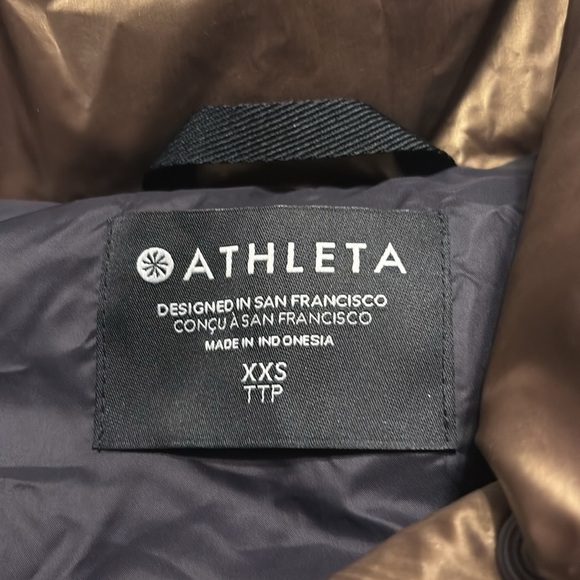 ATHLETA
DESIGNED IN SAN FRANCISCO
CONÇU À SAN FRANCISCO
MADE IN INDONESIA
XXS
TTP